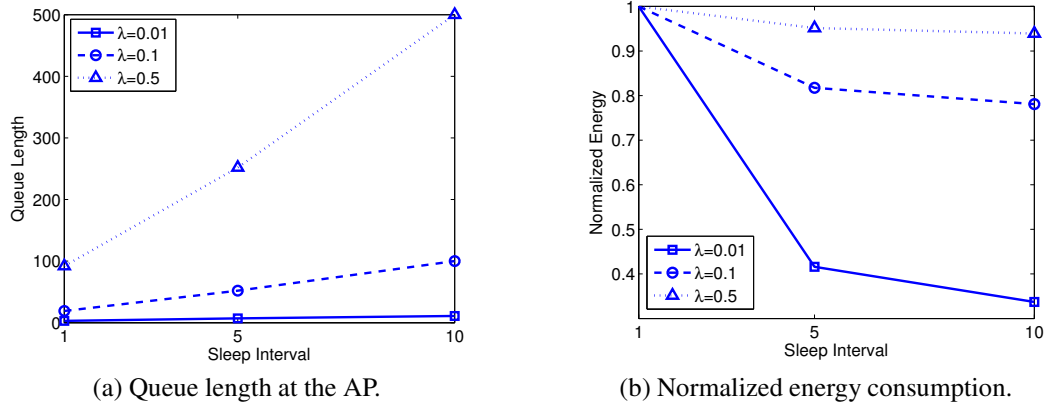 500
400
300
200
100
0
1
5
10
Queue Length
Sleep Interval
λ=0.01
λ=0.1
λ=0.5
(a) Queue length at the AP.
1
0.9
0.8
0.7
0.6
0.5
0.4
1
5
10
Normalized Energy
Sleep Interval
λ=0.01
λ=0.1
λ=0.5
(b) Normalized energy consumption.